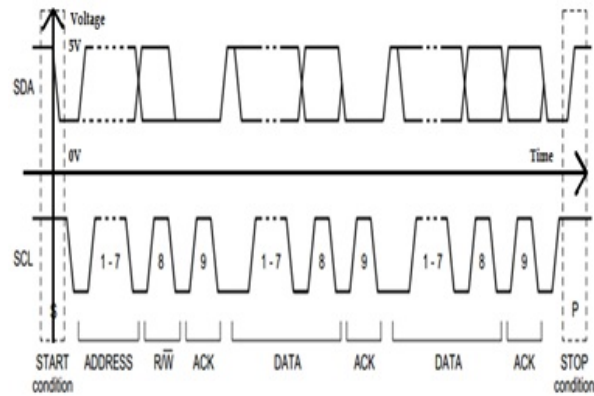 Voltage
5V
SDA
0V
Time
SCL
1 - 7 8 9 1 - 7 8 9 1 - 7 8 9
S P
START condition ADDRESS R/W̅ ACK DATA ACK DATA ACK STOP condition